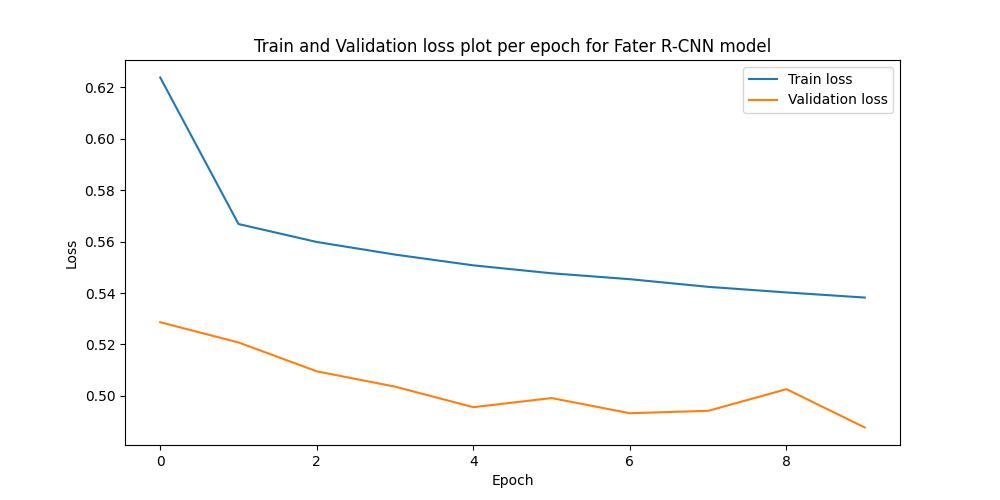 Train and Validation loss plot per epoch for Fater R-CNN model
Train loss
Validation loss
0.62
0.60
0.58
0.56
0.54
0.52
0.50
Loss
0
2
4
6
8
Epoch